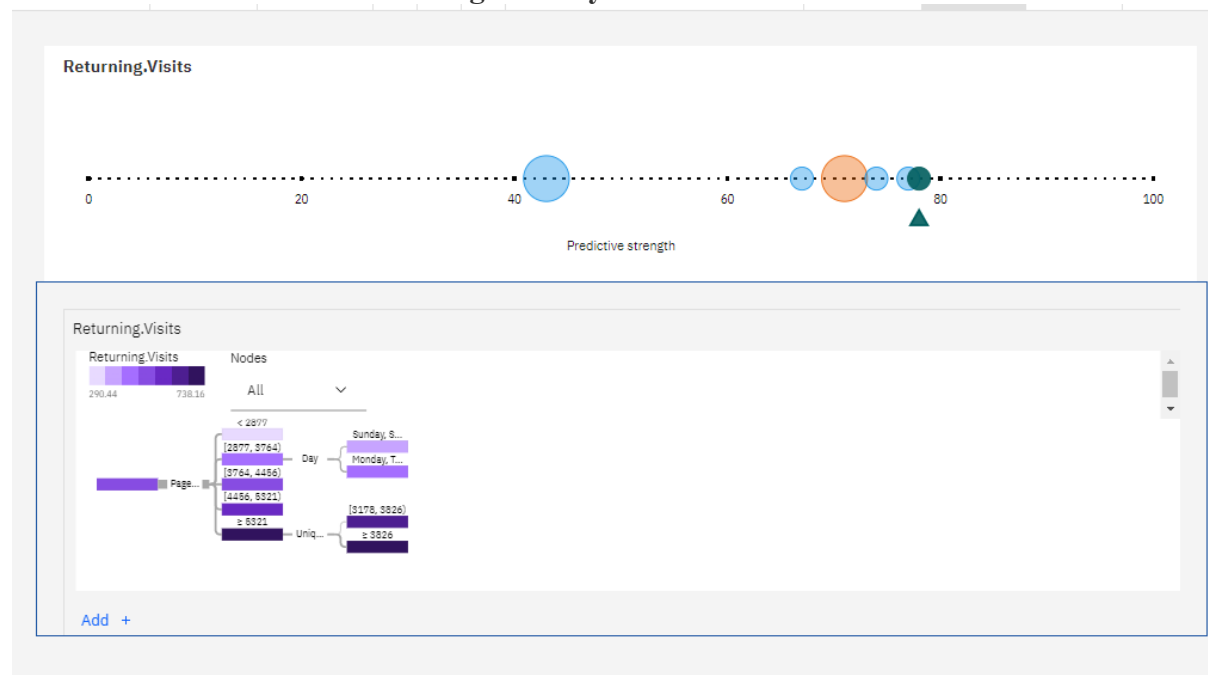 Returning.Visits
0 20 40 60 80 100
Predictive strength
Returning.Visits
Returning.Visits
290.44 738.16
Nodes
All
Page...
< 2877
[2877, 3764)
[3764, 4456)
[4456, 5321)
≥ 5321
Day
Sunday, S...
Monday, T...
Uniq...
[3178, 3826)
≥ 3826
Add +